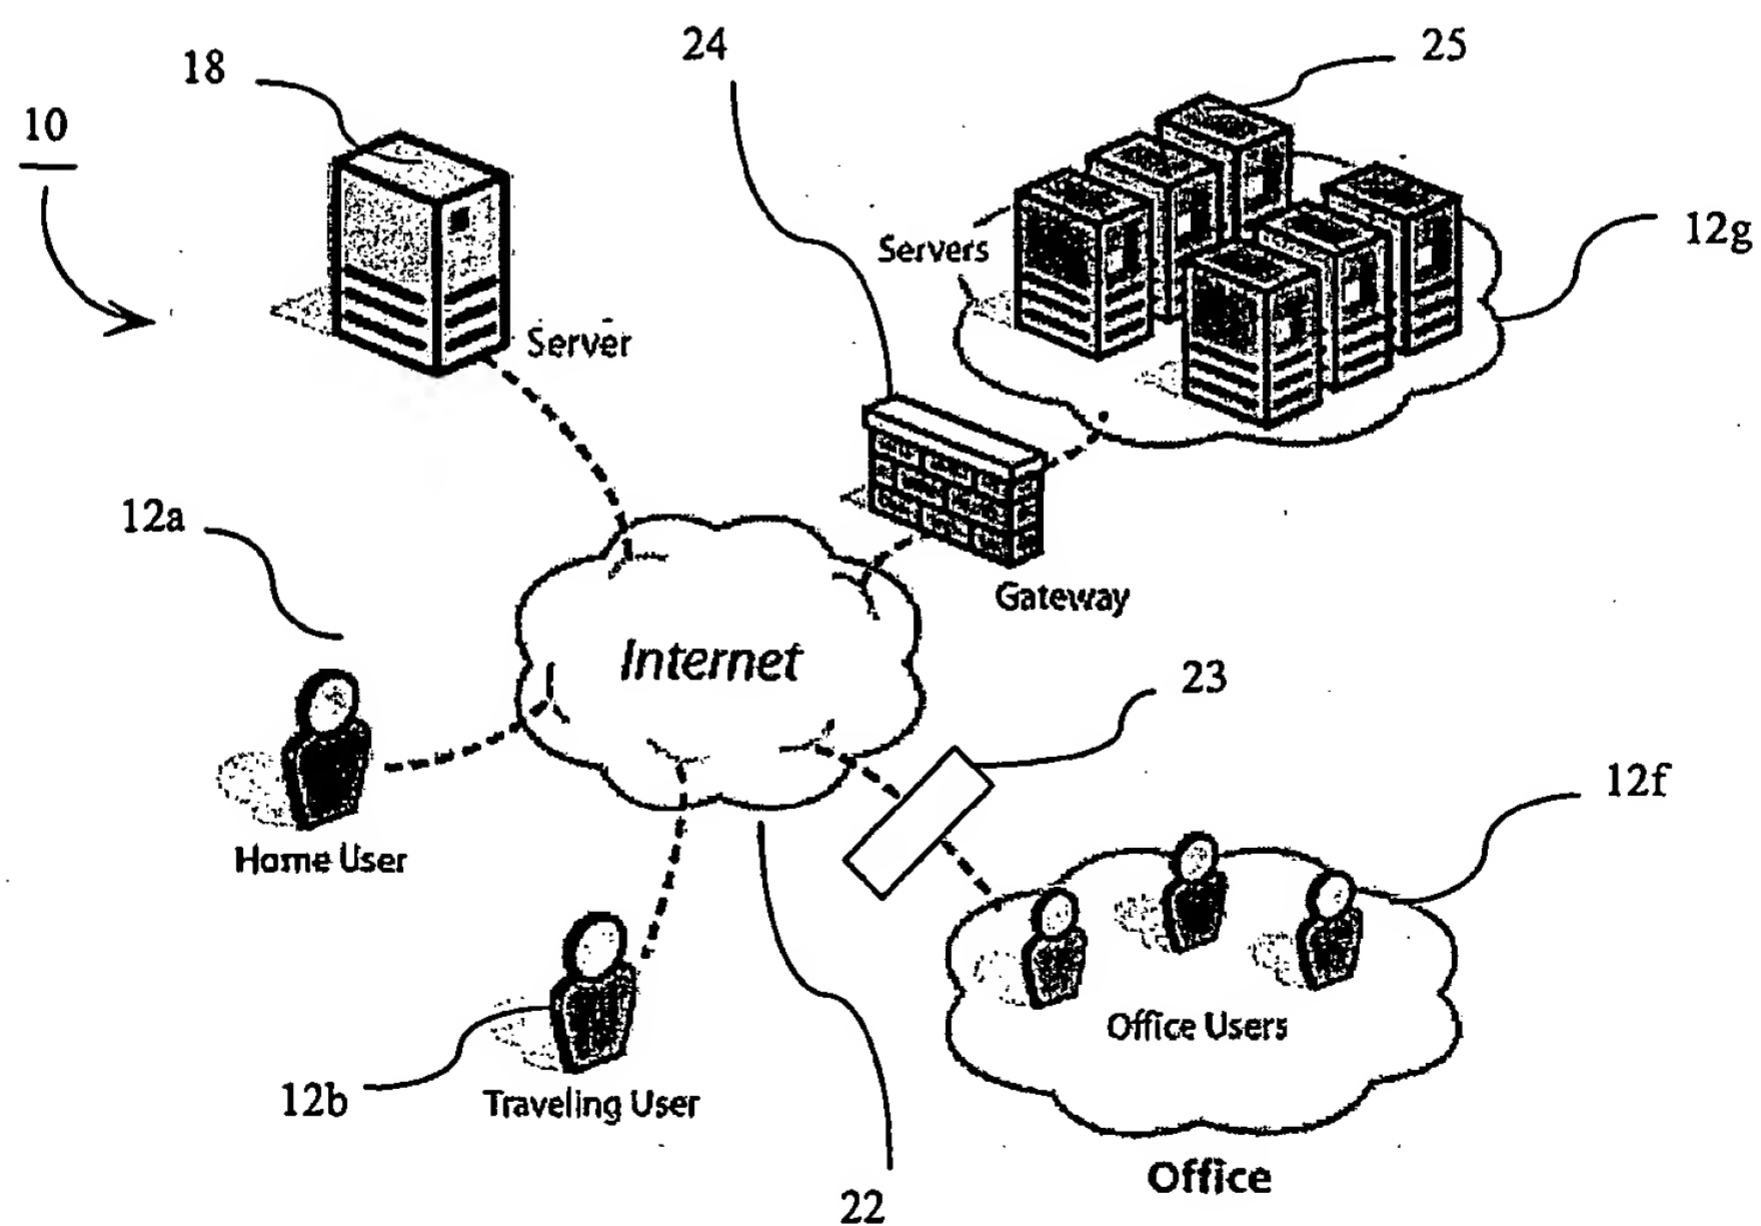 24
25
18
10
12g
Servers
Server
12a
Gateway
Internet
23
12f
Home User
Office Users
12b
Traveling User
Office
22